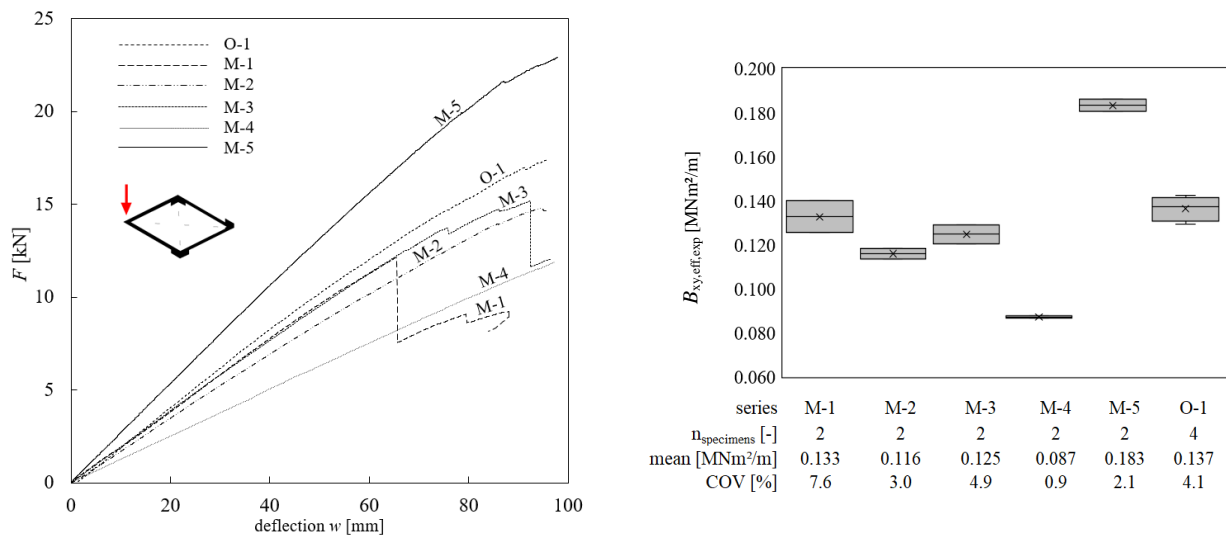 25
20
15
10
5
0
0
20
40
60
80
100
F [kN]
deflection w [mm]
O-1
M-1
M-2
M-3
M-4
M-5
M-5
O-1
M-3
M-2
M-4
M-1
0.200
0.180
0.160
0.140
0.120
0.100
0.080
0.060
Bxy,eff,exp [MNm²/m]
series M-1 M-2 M-3 M-4 M-5 O-1
nspecimens [-] 2 2 2 2 2 4
mean [MNm²/m] 0.133 0.116 0.125 0.087 0.183 0.137
COV [%] 7.6 3.0 4.9 0.9 2.1 4.1